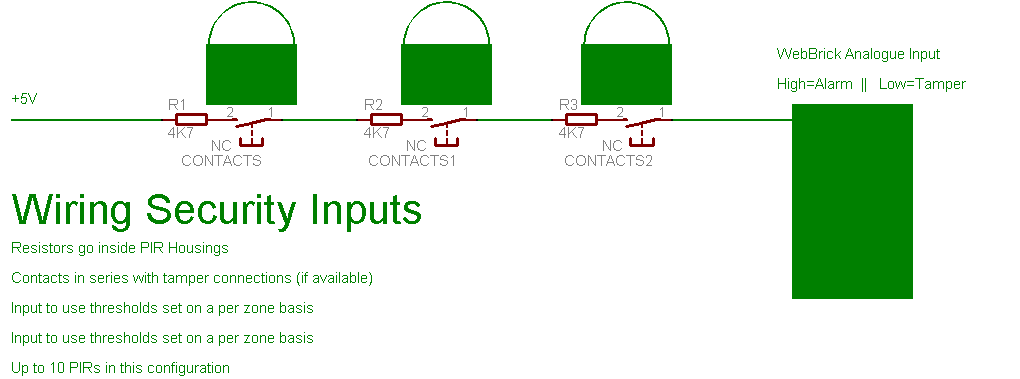 WebBrick Analogue Input
High=Alarm || Low=Tamper
+5V
R1 2 1 R2 2 1 R3 2 1
4K7 4K7 4K7
NC NC NC
CONTACTS CONTACTS1 CONTACTS2
Wiring Security Inputs
Resistors go inside PIR Housings
Contacts in series with tamper connections (if available)
Input to use thresholds set on a per zone basis
Input to use thresholds set on a per zone basis
Up to 10 PIRs in this configuration